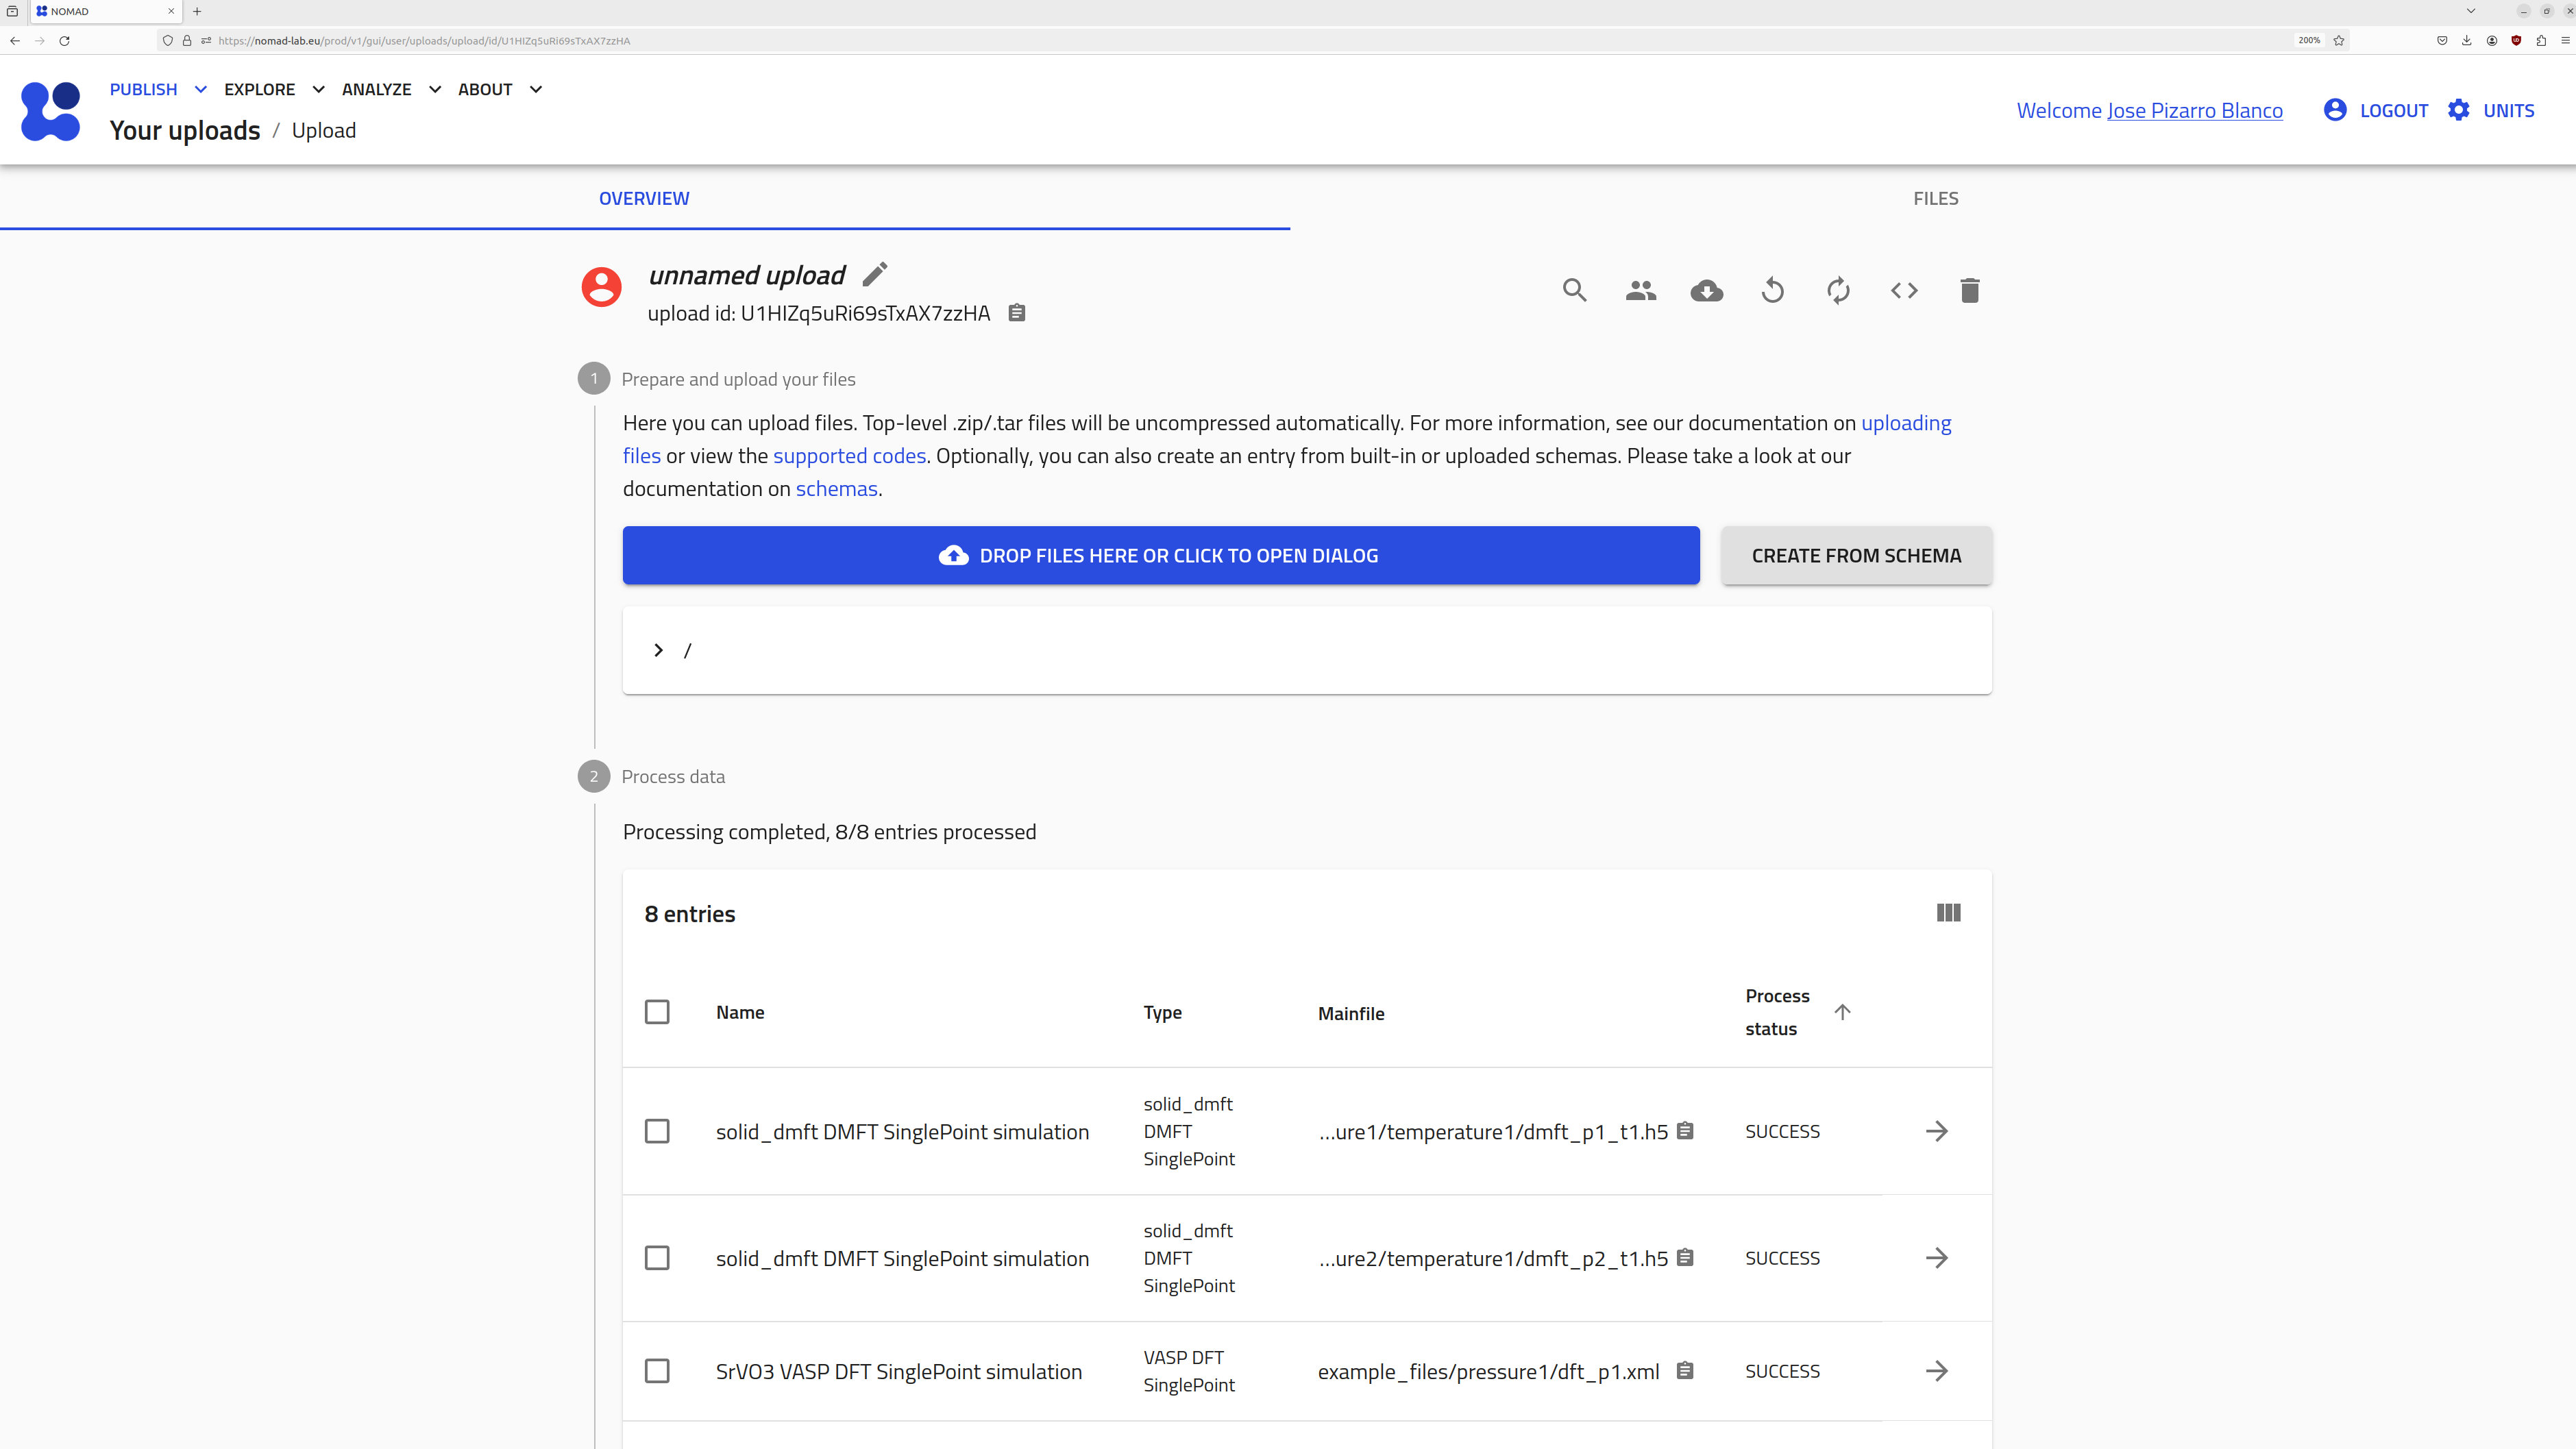 NOMAD
https://nomad-lab.eu/prod/v1/gui/user/uploads/upload/id/U1HIZq5uRi69sTxAX7zzHA
200%
PUBLISH EXPLORE ANALYZE ABOUT
Your uploads / Upload
Welcome Jose Pizarro Blanco LOGOUT UNITS
OVERVIEW FILES
unnamed upload
upload id: U1HIZq5uRi69sTxAX7zzHA
1 Prepare and upload your files
Here you can upload files. Top-level .zip/.tar files will be uncompressed automatically. For more information, see our documentation on uploading
files or view the supported codes. Optionally, you can also create an entry from built-in or uploaded schemas. Please take a look at our
documentation on schemas.
DROP FILES HERE OR CLICK TO OPEN DIALOG CREATE FROM SCHEMA
/
2 Process data
Processing completed, 8/8 entries processed
8 entries
Name Type Mainfile Process
status
solid_dmft
solid_dmft DMFT SinglePoint simulation DMFT …ure1/temperature1/dmft_p1_t1.h5 SUCCESS
SinglePoint
solid_dmft
solid_dmft DMFT SinglePoint simulation DMFT …ure2/temperature1/dmft_p2_t1.h5 SUCCESS
SinglePoint
SrVO3 VASP DFT SinglePoint simulation VASP DFT example_files/pressure1/dft_p1.xml SUCCESS
SinglePoint